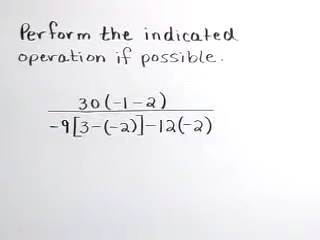 Perform the indicated
operation if possible.
30(-1-2)
-9[3-(-2)]-12(-2)